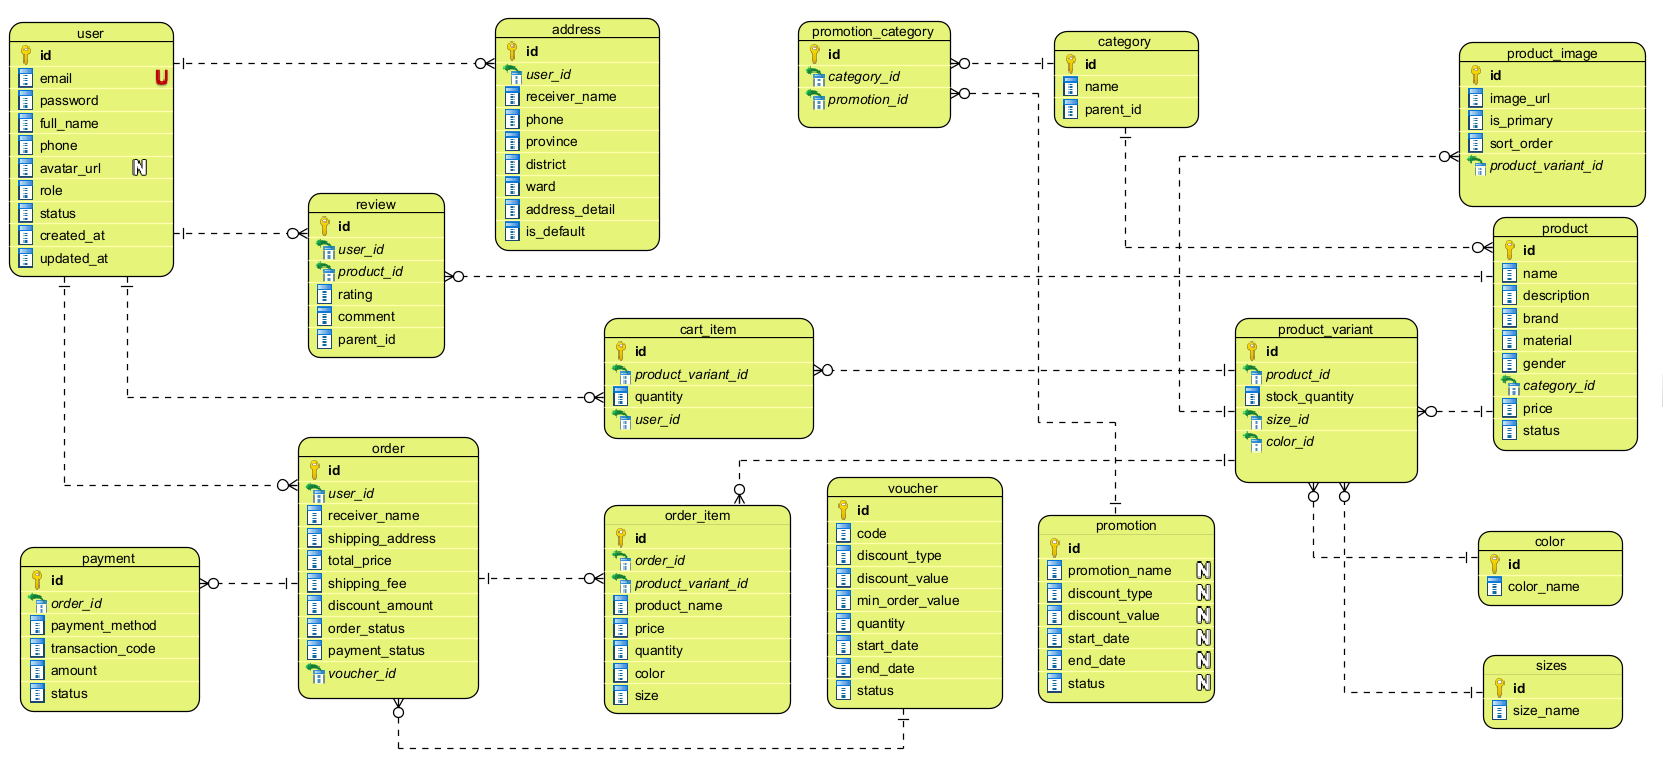 user
id
email
U
password
full_name
phone
avatar_url
N
role
status
created_at
updated_at
address
id
user_id
receiver_name
phone
province
district
ward
address_detail
is_default
promotion_category
id
category_id
promotion_id
category
id
name
parent_id
product_image
id
image_url
is_primary
sort_order
product_variant_id
review
id
user_id
product_id
rating
comment
parent_id
product
id
name
description
brand
material
gender
category_id
price
status
cart_item
id
product_variant_id
quantity
user_id
product_variant
id
product_id
stock_quantity
size_id
color_id
order
id
user_id
receiver_name
shipping_address
total_price
shipping_fee
discount_amount
order_status
payment_status
voucher_id
payment
id
order_id
payment_method
transaction_code
amount
status
order_item
id
order_id
product_variant_id
product_name
price
quantity
color
size
voucher
id
code
discount_type
discount_value
min_order_value
quantity
start_date
end_date
status
promotion
id
promotion_name N
discount_type N
discount_value N
start_date N
end_date N
status N
color
id
color_name
sizes
id
size_name